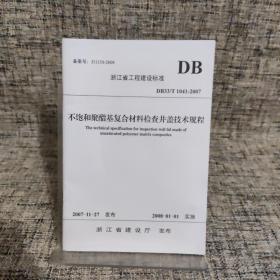 备案号：J11150-2008
DB
浙江省工程建设标准
DB33/T 1043-2007
不饱和聚酯基复合材料检查井盖技术规程
The technical specification for inspection well lid made of
unsaturated polyester matrix composites
2007-11-27 发布
2008-01-01 实施
浙江省建设厅 发布